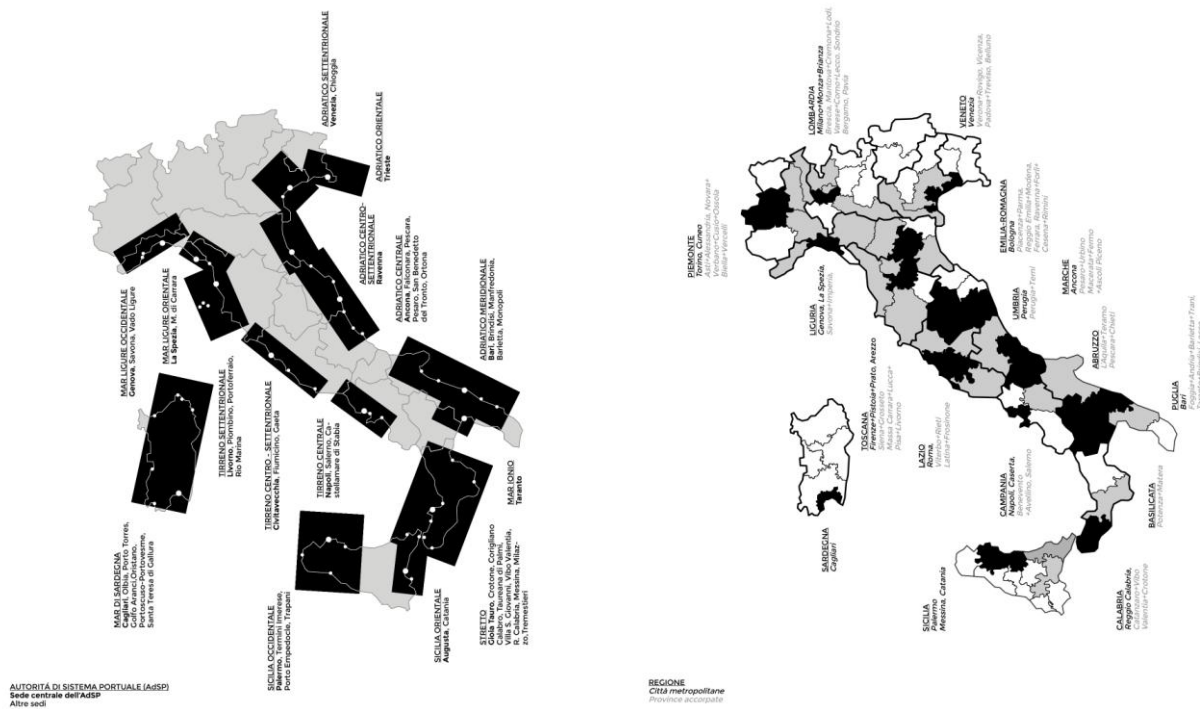 ADRIATICO SETTENTRIONALE
Venezia, Chioggia
ADRIATICO ORIENTALE
Trieste
ADRIATICO CENTRO-
SETTENTRIONALE
Ravenna
ADRIATICO CENTRALE
Ancona, Falconara, Pescara,
Pesaro, San Benedeto
del Tronto, Ortona
ADRIATICO MERIDIONALE
Bari, Brindisi, Manfredonia,
Barletta, Monopoli
MAR LIGURE OCCIDENTALE
Genova, Savona, Vado Ligure
MAR LIGURE ORIENTALE
La Spezia, M. di Carrara
TIRRENO SETTENTRIONALE
Livorno, Piombino, Portoferraio,
Rio Marina
TIRRENO CENTRO - SETTENTRIONALE
Civitavecchia, Fiumicino, Gaeta
TIRRENO CENTRALE
Napoli, Salerno, Ca-
stellamare di Stabia
MAR IONIO
Taranto
MAR DI SARDEGNA
Cagliari, Olbia, Porto Torres,
Golfo Aranci,Oristano,
Portoscuso-Portovesme,
Santa Teresa di Gallura
SICILIA OCCIDENTALE
Palermo, Termini Imerese,
Porto Empedocle, Trapani
SICILIA ORIENTALE
Augusta, Catania
STRETTO
Gioia Tauro, Crotone, Corigliano
Calabro, Taureana di Palmi,
Villa S. Giovanni, Vibo Valentia,
R. Calabria, Messina, Milaz-
zo,Tremestieri
AUTORITÁ DI SISTEMA PORTUALE (AdSP)
Sede centrale dell'AdSP
Altre sedi
LOMBARDIA
Milano+Monza+Brianza
Brescia, Mantova+Cremona+Lodi,
Varese+Como+Lecco, Sondrio
Bergamo, Pavia
VENETO
Venezia
Verona+Rovigo, Vicenza,
Padova+Treviso, Belluno
PIEMONTE
Torino, Cuneo
Asti+Alessandria, Novara+
Verbano+Cusio+Ossola
Biella+Vercelli
EMILIA-ROMAGNA
Bologna
Piacenza+Parma,
Reggio Emilia+Modena,
Ferrara, Ravenna+Forlì+
Cesena+Rimini
LIGURIA
Genova, La Spezia,
Savona+Imperia,
UMBRIA
Perugia
Perugia+Terni
MARCHE
Ancona
Pesaro+Urbino
Macerata+Fermo
+Ascoli Piceno
ABRUZZO
L'Aquila+Teramo
Pescara+Chieti
PUGLIA
Bari
Foggia+Andria+Barletta+Trani,
TOSCANA
Firenze+Pistoia+Prato, Arezzo
Siena+Grosseto
Massa Carrara+Lucca+
Pisa+Livorno
LAZIO
Roma,
Viterbo+Rieti
Latina+Frosinone
CAMPANIA
Napoli, Caserta,
Benevento
+Avellino, Salerno
BASILICATA
Potenza+Matera
SARDEGNA
Cagliari
SICILIA
Palermo
Messina, Catania
CALABRIA
Reggio Calabria,
Catanzaro+Vibo
Valentia+Crotone
REGIONE
Città metropolitane
Province accorpate